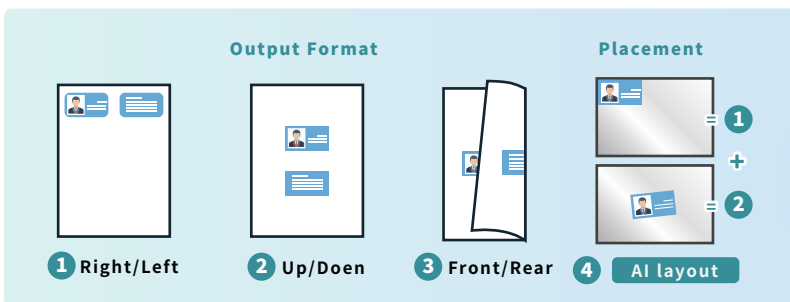 Output Format
Placement
= 1
+
= 2
1 Right/Left
2 Up/Doen
3 Front/Rear
4 AI layout